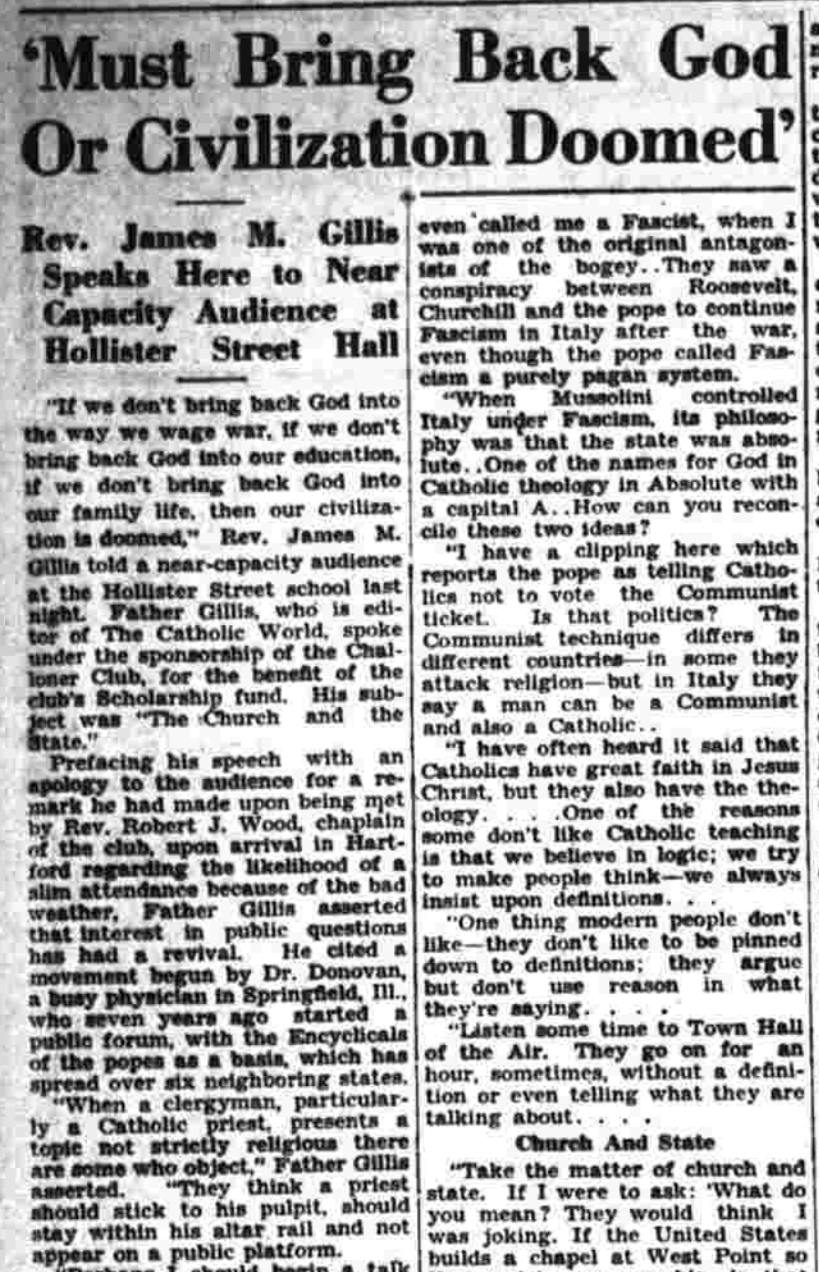 'Must Bring Back God
Or Civilization Doomed'
Rev. James M. Gillis
Speaks Here to Near
Capacity Audience at
Hollister Street Hall
"If we don't bring back God into
the way we wage war, if we don't
bring back God into our education,
if we don't bring back God into
our family life, then our civiliza-
tion is doomed," Rev. James M.
Gillis told a near-capacity audience
at the Hollister Street school last
night. Father Gillis, who is edi-
tor of The Catholic World, spoke
under the sponsorship of the Chal-
loner Club, for the benefit of the
club's Scholarship fund. His sub-
ject was "The Church and the
State."
Prefacing his speech with an
apology to the audience for a re-
mark he had made upon being met
by Rev. Robert J. Wood, chaplain
of the club, upon arrival in Hart-
ford regarding the likelihood of a
slim attendance because of the bad
weather, Father Gillis asserted
that interest in public questions
has had a revival. He cited a
movement begun by Dr. Donovan,
a busy physician in Springfield, Ill.,
who seven years ago started a
public forum, with the Encyclicals
of the popes as a basis, which has
spread over six neighboring states.
"When a clergyman, particular-
ly a Catholic priest, presents a
topic not strictly religious there
are some who object," Father Gillis
asserted. "They think a priest
should stick to his pulpit, should
stay within his altar rail and not
appear on a public platform.
"Perhaps I should begin a talk
even called me a Fascist, when I
was one of the original antagon-
ists of the bogey..They saw a
conspiracy between Roosevelt,
Churchill and the pope to continue
Fascism in Italy after the war,
even though the pope called Fas-
cism a purely pagan system.
"When Mussolini controlled
Italy under Fascism, its philoso-
phy was that the state was abso-
lute..One of the names for God in
Catholic theology in Absolute with
a capital A..How can you recon-
cile these two ideas?
"I have a clipping here which
reports the pope as telling Catho-
lics not to vote the Communist
ticket. Is that politics? The
Communist technique differs in
different countries—in some they
attack religion—but in Italy they
say a man can be a Communist
and also a Catholic..
"I have often heard it said that
Catholics have great faith in Jesus
Christ, but they also have the the-
ology. . . .One of the reasons
some don't like Catholic teaching
is that we believe in logic; we try
to make people think—we always
insist upon definitions. . .
"One thing modern people don't
like—they don't like to be pinned
down to definitions; they argue
but don't use reason in what
they're saying. . . .
"Listen some time to Town Hall
of the Air. They go on for an
hour, sometimes, without a defini-
tion or even telling what they are
talking about. . . .
Church And State
"Take the matter of church and
state. If I were to ask: 'What do
you mean? They would think I
was joking. If the United States
builds a chapel at West Point so